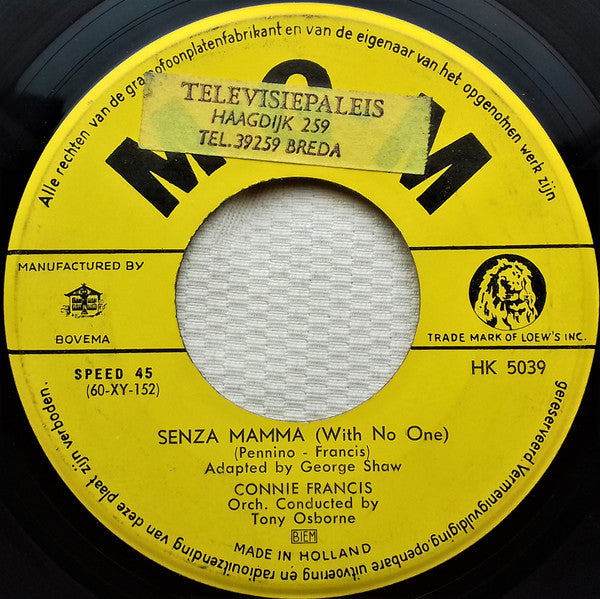 Alle rechten van de grammofoonplatenfabrikant en van de eigenaar van het opgenomen werk zijn
gereserveerd. Vermenigvuldiging, openbare uitvoering en radiouitzending van deze plaat zijn verboden.
MGM
TELEVISIEPALEIS
HAAGDIJK 259
TEL. 39259 BREDA
MANUFACTURED BY
BOVEMA
TRADE MARK OF LOEW'S INC.
SPEED 45
(60-XY-152)
HK 5039
SENZA MAMMA (With No One)
(Pennino - Francis)
Adapted by George Shaw
CONNIE FRANCIS
Orch. Conducted by
Tony Osborne
BIEM
MADE IN HOLLAND